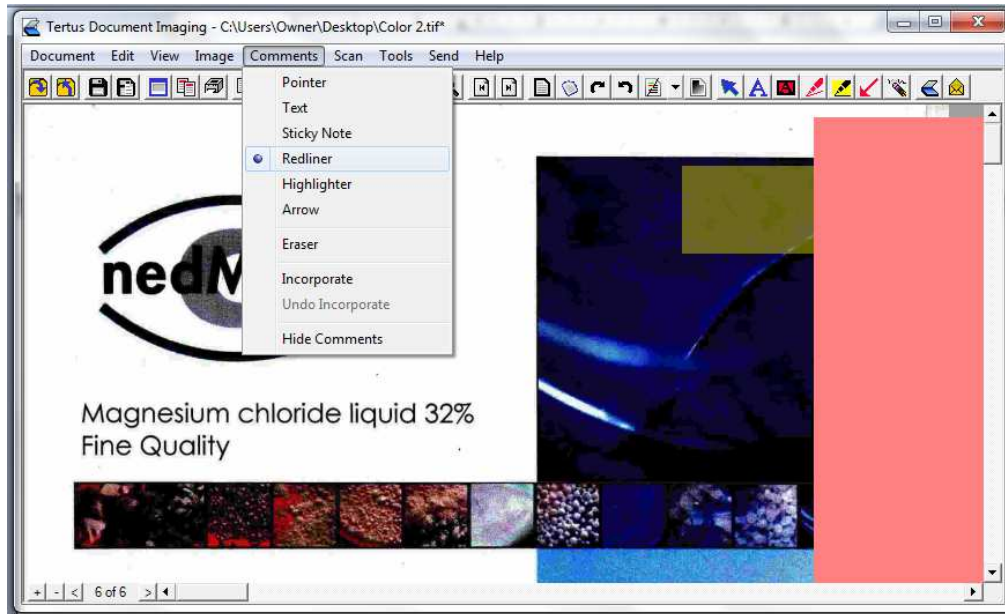 Tertus Document Imaging - C:\Users\Owner\Desktop\Color 2.tif*
Document Edit View Image Comments Scan Tools Send Help
Pointer
Text
Sticky Note
Redliner
Highlighter
Arrow
Eraser
Incorporate
Undo Incorporate
Hide Comments
nedM
Magnesium chloride liquid 32%
Fine Quality
+ - < 6 of 6 >